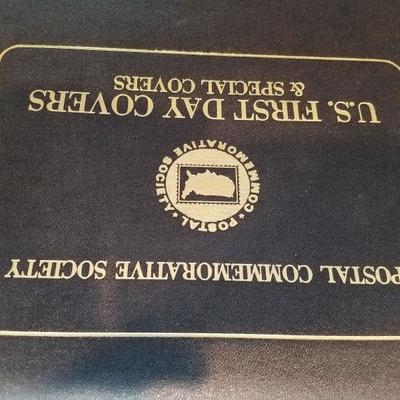 POSTAL COMMEMORATIVE SOCIETY
POSTAL
COMMEMORATIVE SOCIETY
U.S. FIRST DAY COVERS
& SPECIAL COVERS